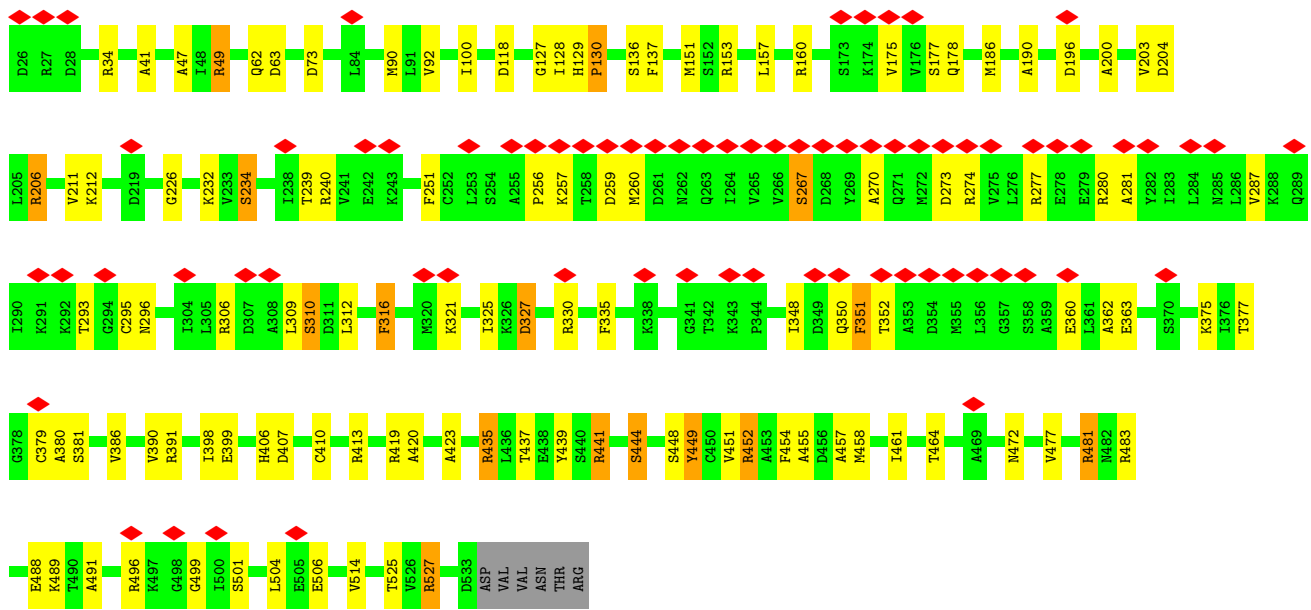 D26 R27 D28 R34 A41 A47 I48 R49 Q62 D63 D73 L84 M90 L91 V92 I100 D118 G127 I128 H129 P130 S136 F137 M151 S152 R153 L157 R160 S173 K174 V175 V176 S177 Q178 M186 A190 D196 A200 V203 D204
L205 R206 V211 K212 D219 G226 K232 V233 S234 I238 T239 R240 V241 E242 K243 F251 C252 L253 S254 A255 P256 K257 T258 D259 M260 D261 N262 Q263 I264 V265 V266 S267 D268 Y269 A270 Q271 M272 D273 R274 V275 L276 R277 E278 E279 R280 A281 Y282 I283 L284 N285 L286 V287 K288 Q289
I290 K291 K292 T293 G294 C295 N296 I304 L305 R306 D307 A308 L309 S310 D311 L312 F316 M320 K321 I325 K326 D327 R330 F335 K338 G341 T342 K343 P344 I348 D349 Q350 F351 T352 A353 D354 M355 L356 G357 S358 A359 E360 L361 A362 E363 S370 K375 I376 T377
G378 C379 A380 S381 V386 V390 R391 I398 E399 H406 D407 C410 R413 R419 A420 A423 R435 L436 T437 E438 Y439 S440 R441 S444 S448 Y449 C450 V451 R452 A453 F454 A455 D456 A457 M458 I461 T464 A469 N472 V477 R481 N482 R483
E488 K489 T490 A491 R496 K497 G498 G499 I500 S501 L504 E505 E506 V514 T525 V526 R527 D533 ASP VAL VAL ASN THR ARG